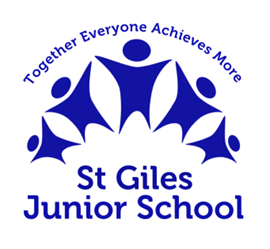 Together Everyone Achieves More
St Giles
Junior School